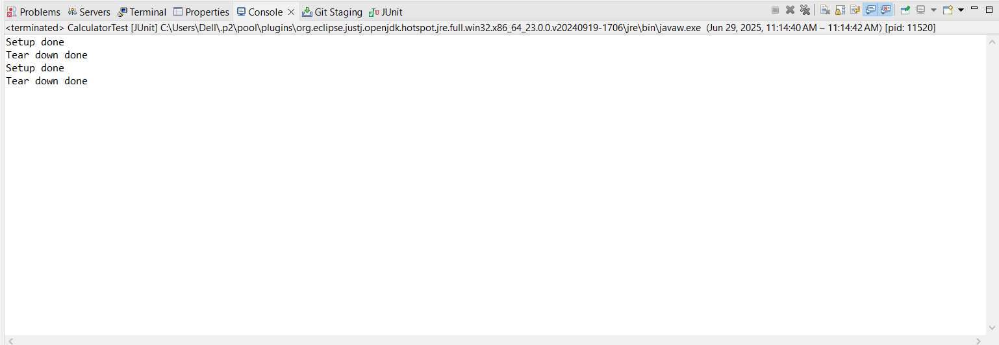 Problems Servers Terminal Properties Console Git Staging JUnit
<terminated> CalculatorTest [JUnit] C:\Users\Dell\.p2\pool\plugins\org.eclipse.justj.openjdk.hotspot.jre.full.win32.x86_64_23.0.0.v20240919-1706\jre\bin\javaw.exe (Jun 29, 2025, 11:14:40 AM – 11:14:42 AM) [pid: 11520]
Setup done
Tear down done
Setup done
Tear down done